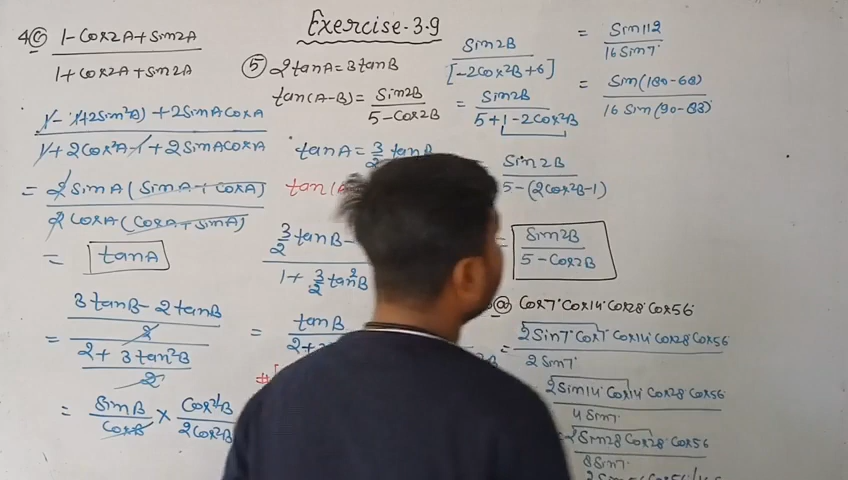 Exercise-3.9
4 ⓒ (1-Cos2A+Sin2A)/(1+Cos2A+Sin2A)
(1-1+2Sin²A)+2SinACosA
1+2Cos²A-1+2SinACosA
= 2SinA(SinA+CosA)/2CosA(CosA+SinA)
= tanA
⑤ 2tanA=3tanB
tan(A-B)= Sin2B/(5-Cos2B)
tanA= 3/2 tanB
tan(A
3/2 tanB-
1+ 3/2 tan²B
= (3tanB-2tanB)/2
(2+3tan²B)/2
= tanB
= SinB/CosB × Cos²B/2Cos²B
Sin2B/[-2Cos²B+6]
= Sin2B/(5+1-2Cos²B)
Sin2B/(5-(2Cos²B-1))
= Sin2B/(5-Cos2B)
ⓐ Cos7° Cos14° Cos28° Cos56°
= 2Sin7° Cos7° Cos14° Cos28 Cos56/2Sin7°
2Sin14 Cos14 Cos28 Cos56/4Sin7°
= 2Sin28 Cos28 Cos56/8Sin7°
= Sin112/16Sin7°
= Sin(180-68)/16Sin(90-83)